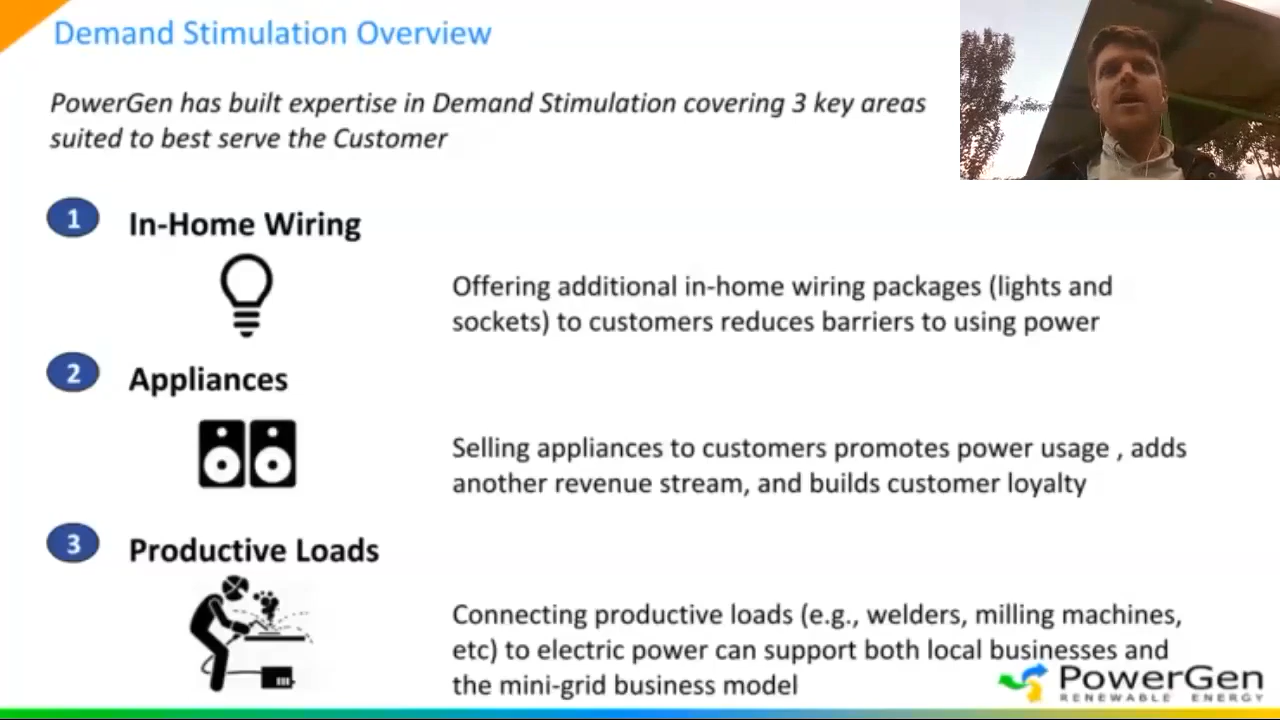 Demand Stimulation Overview
PowerGen has built expertise in Demand Stimulation covering 3 key areas
suited to best serve the Customer
1 In-Home Wiring
Offering additional in-home wiring packages (lights and
sockets) to customers reduces barriers to using power
2 Appliances
Selling appliances to customers promotes power usage , adds
another revenue stream, and builds customer loyalty
3 Productive Loads
Connecting productive loads (e.g., welders, milling machines,
etc) to electric power can support both local businesses and
the mini-grid business model
PowerGen
RENEWABLE ENERGY